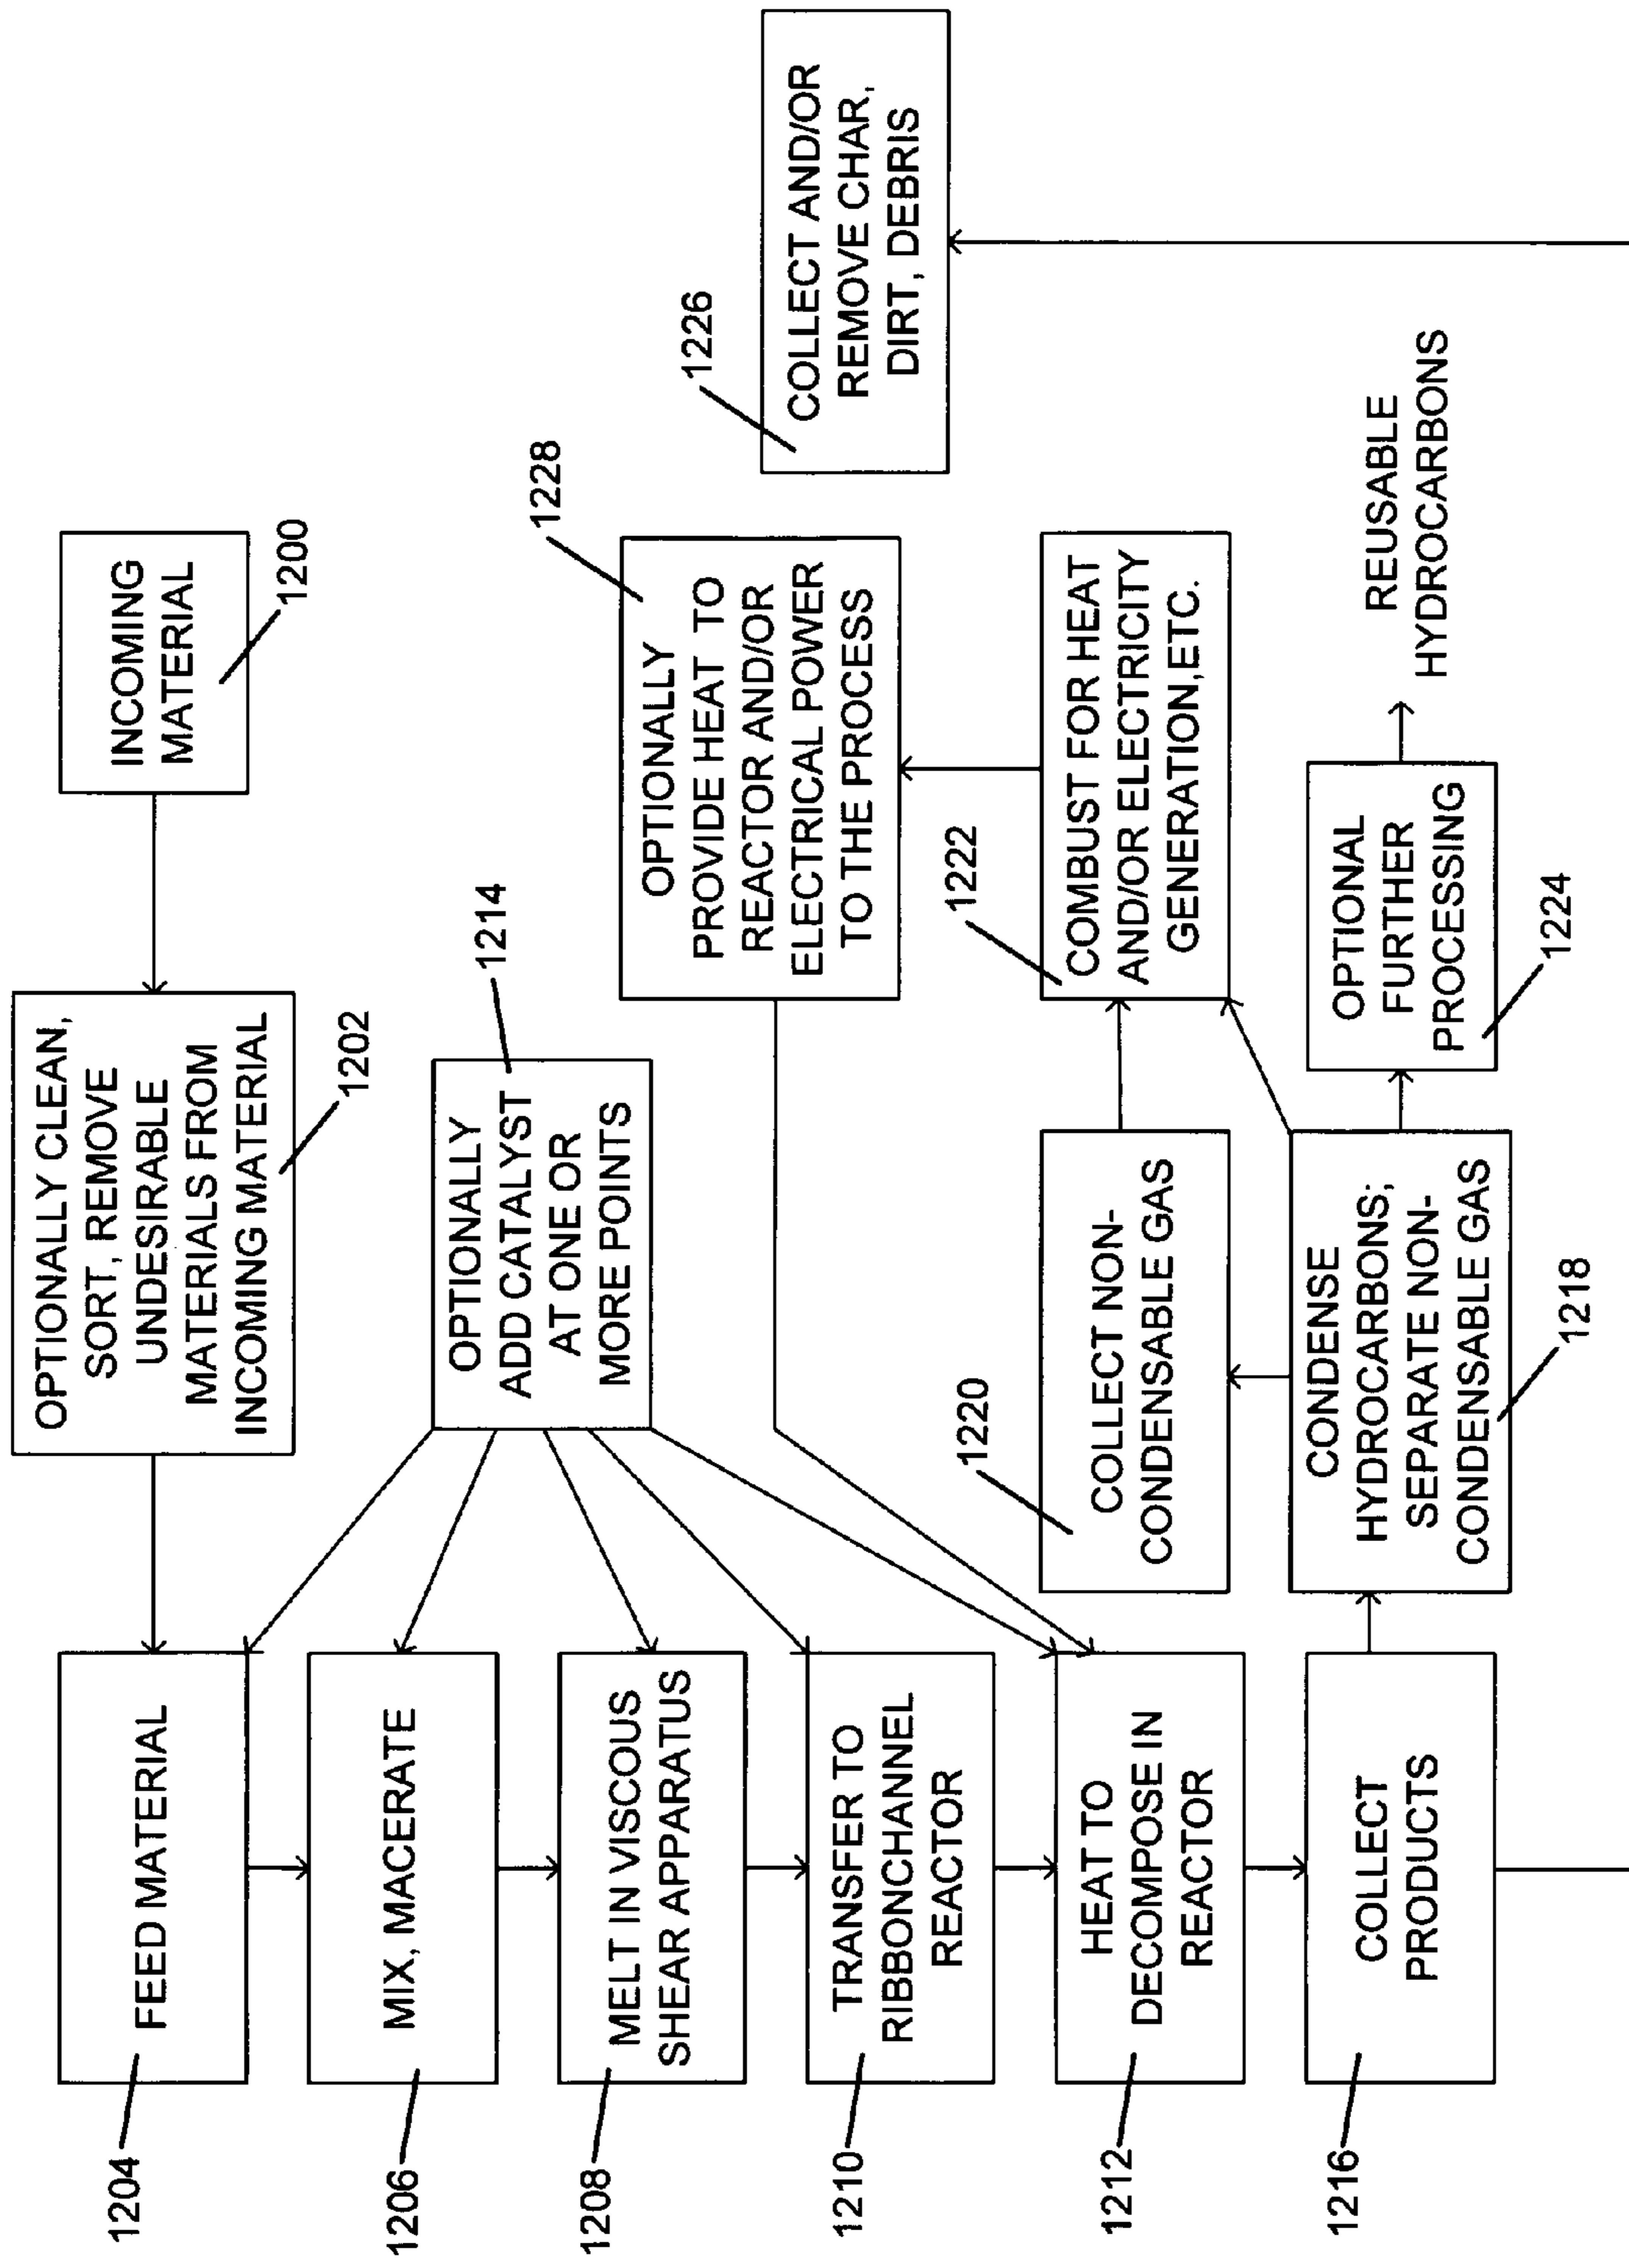 INCOMING
MATERIAL
1200
OPTIONALLY CLEAN,
SORT, REMOVE
UNDESIRABLE
MATERIALS FROM
INCOMING MATERIAL
1202
FEED MATERIAL
1204
MIX, MACERATE
1206
MELT IN VISCOUS
SHEAR APPARATUS
1208
TRANSFER TO
RIBBONCHANNEL
REACTOR
1210
HEAT TO
DECOMPOSE IN
REACTOR
1212
OPTIONALLY
ADD CATALYST
AT ONE OR
MORE POINTS
1214
COLLECT
PRODUCTS
1216
CONDENSE
HYDROCARBONS;
SEPARATE NON-
CONDENSABLE GAS
1218
COLLECT NON-
CONDENSABLE GAS
1220
COMBUST FOR HEAT
AND/OR ELECTRICITY
GENERATION,ETC.
1222
OPTIONAL
FURTHER
PROCESSING
1224
REUSABLE
HYDROCARBONS
COLLECT AND/OR
REMOVE CHAR,
DIRT, DEBRIS
1226
OPTIONALLY
PROVIDE HEAT TO
REACTOR AND/OR
ELECTRICAL POWER
TO THE PROCESS
1228